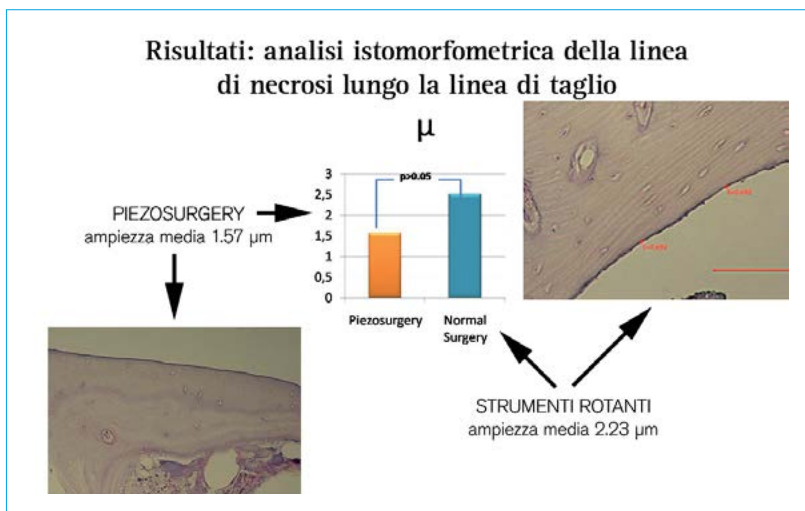 Risultati: analisi istomorfometrica della linea
di necrosi lungo la linea di taglio
μ
p>0.05
3
2,5
2
1,5
1
0,5
0
Piezosurgery
Normal
Surgery
PIEZOSURGERY
ampiezza media 1.57 μm
STRUMENTI ROTANTI
ampiezza media 2.23 μm